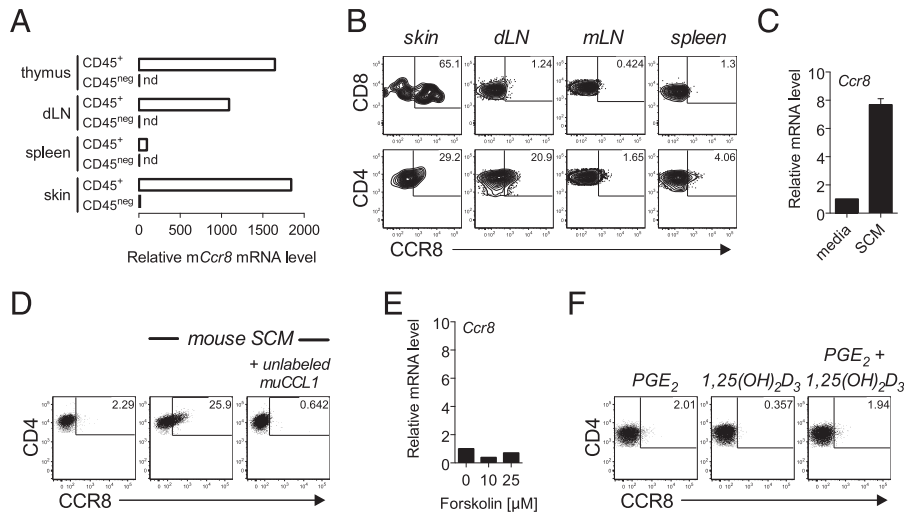 A
thymus
CD45+
CD45neg
nd
dLN
CD45+
CD45neg
nd
spleen
CD45+
CD45neg
nd
skin
CD45+
CD45neg
0 500 1000 1500 2000
Relative mCcr8 mRNA level
B
skin dLN mLN spleen
CD8
65.1 1.24 0.424 1.3
CD4
29.2 20.9 1.65 4.06
CCR8
C
Relative mRNA level
Ccr8
10
8
6
4
2
0
media SCM
D
mouse SCM
+ unlabeled
muCCL1
CD4
2.29 25.9 0.642
CCR8
E
Relative mRNA level
Ccr8
10
8
6
4
2
0
0 10 25
Forskolin [µM]
F
PGE2 1,25(OH)2D3 PGE2 +
1,25(OH)2D3
CD4
2.01 0.357 1.94
CCR8